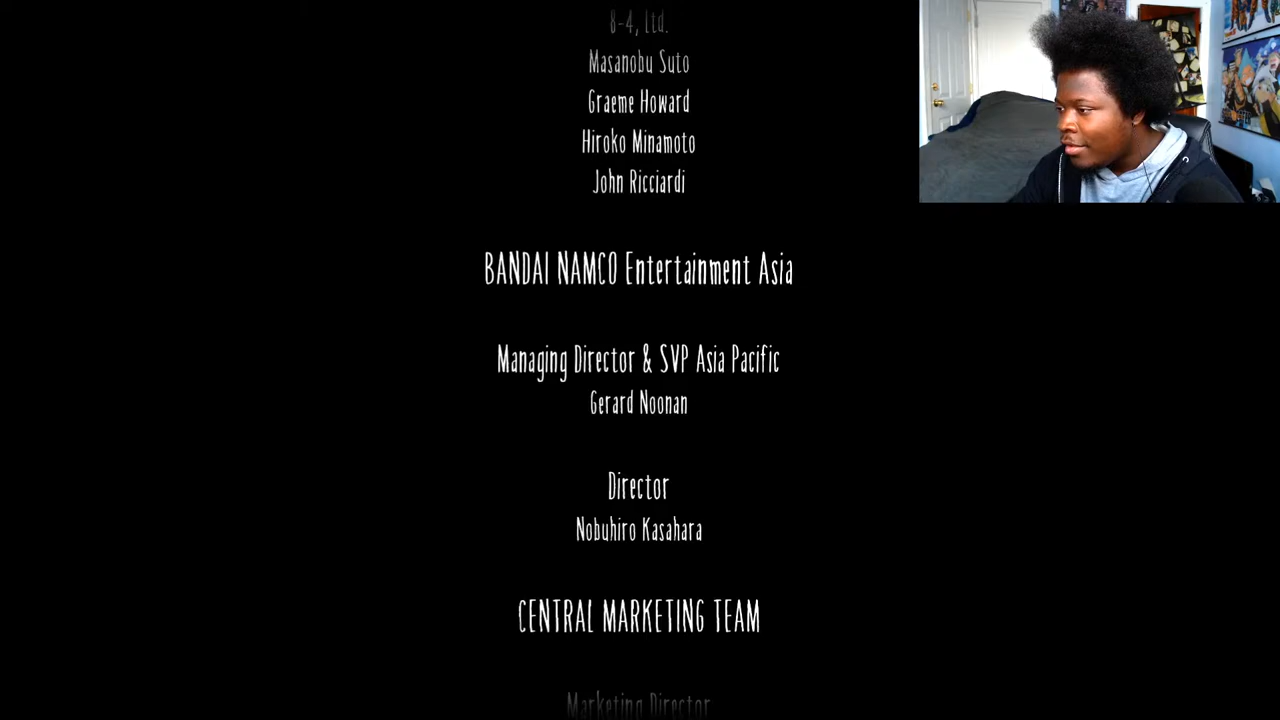 8-4, Ltd.
Masanobu Suto
Graeme Howard
Hiroko Minamoto
John Ricciardi
BANDAI NAMCO Entertainment Asia
Managing Director & SVP Asia Pacific
Gerard Noonan
Director
Nobuhiro Kasahara
CENTRAL MARKETING TEAM
Marketing Director